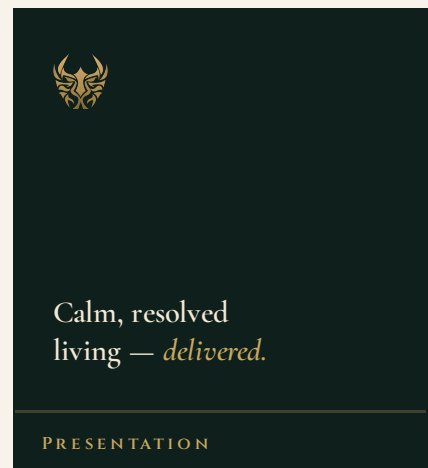 Calm, resolved
living — delivered.
PRESENTATION